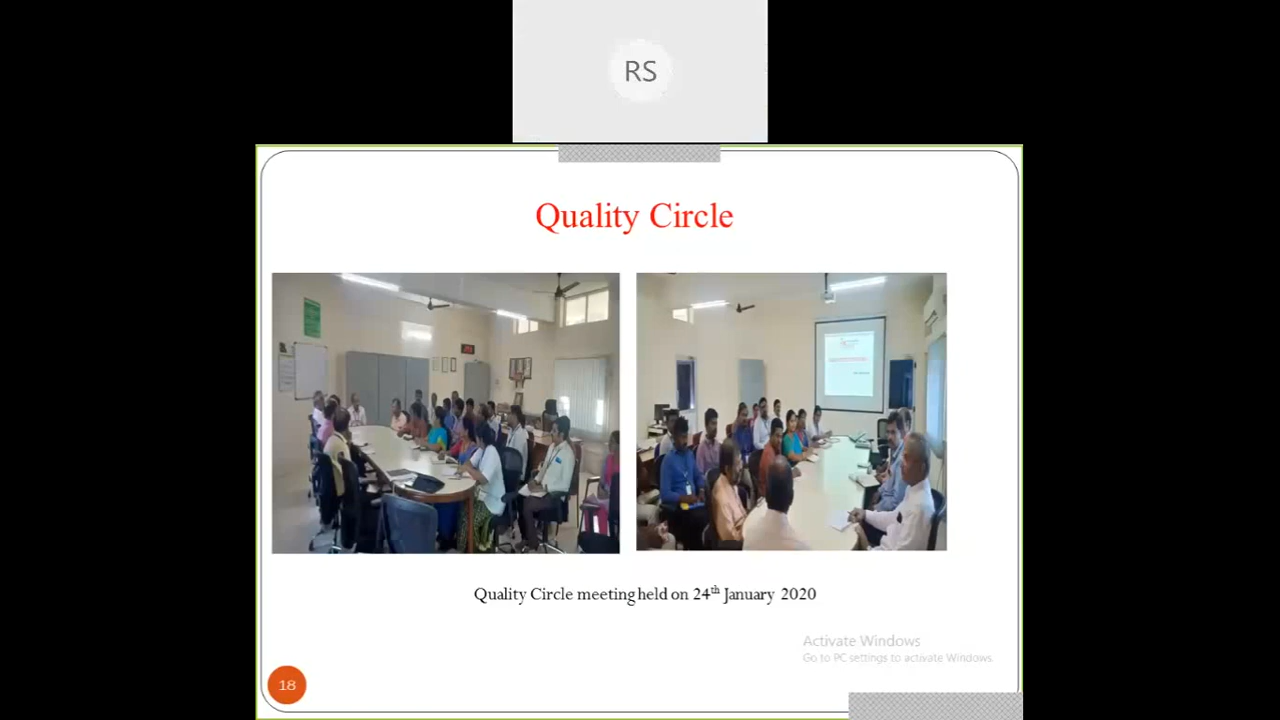 RS
Quality Circle
Quality Circle meeting held on 24th January 2020
Activate Windows
Go to PC settings to activate Windows.
18